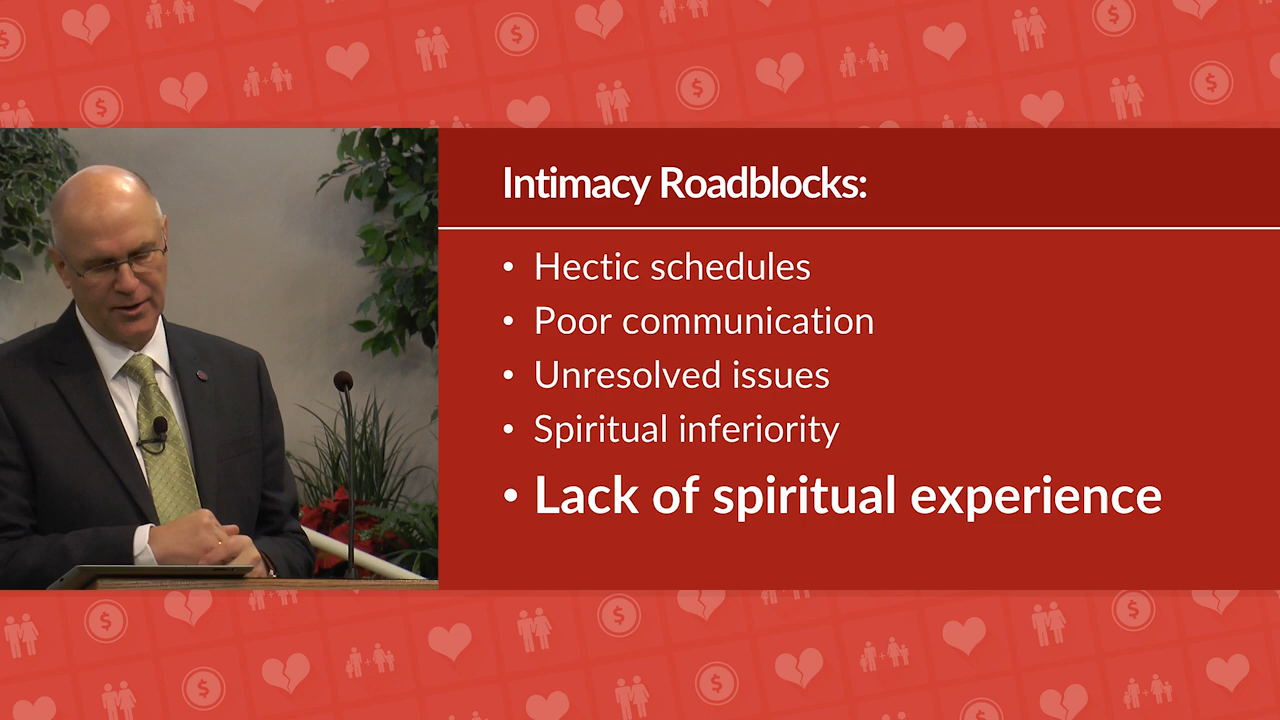 Intimacy Roadblocks:
• Hectic schedules
• Poor communication
• Unresolved issues
• Spiritual inferiority
• Lack of spiritual experience